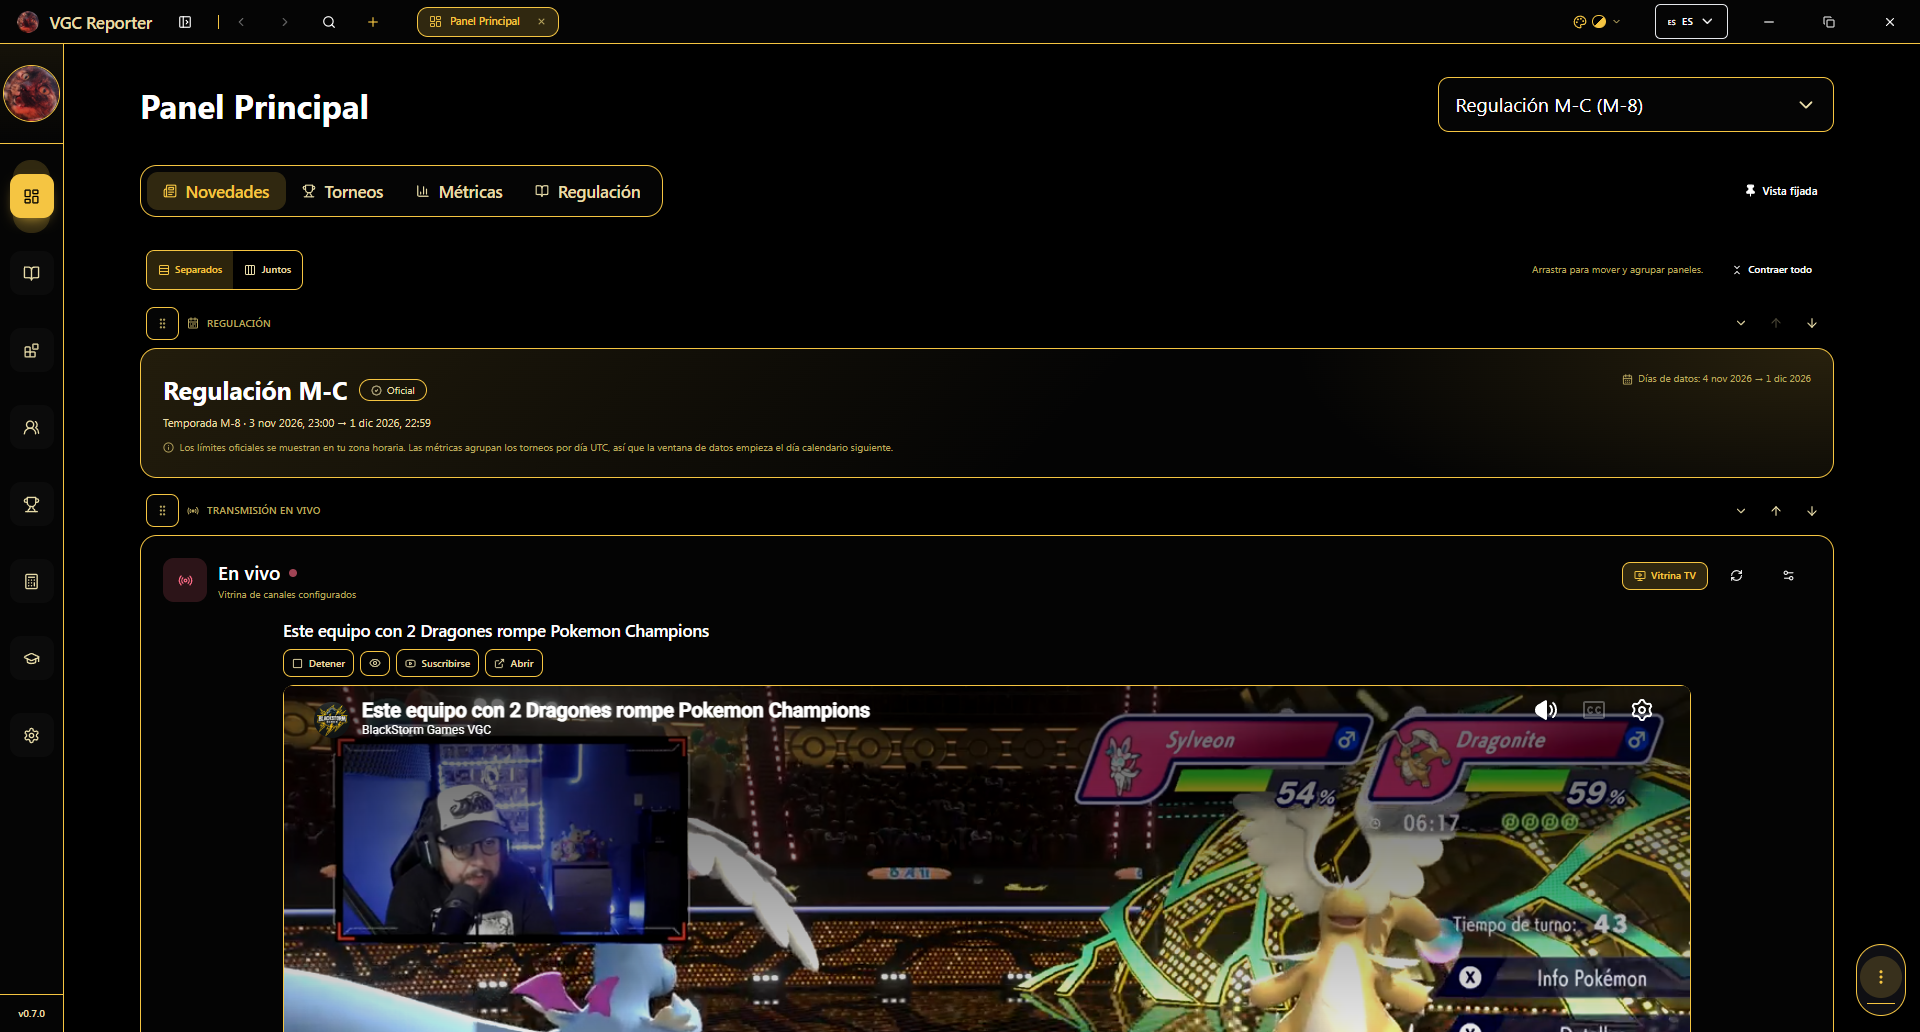 VGC Reporter
Panel Principal
ES ES
Panel Principal
Regulación M-C (M-8)
Novedades
Torneos
Métricas
Regulación
Vista fijada
Separados
Juntos
Arrastra para mover y agrupar paneles.
Contraer todo
REGULACIÓN
Regulación M-C
Oficial
Días de datos: 4 nov 2026 → 1 dic 2026
Temporada M-8 · 3 nov 2026, 23:00 → 1 dic 2026, 22:59
Los límites oficiales se muestran en tu zona horaria. Las métricas agrupan los torneos por día UTC, así que la ventana de datos empieza el día calendario siguiente.
TRANSMISIÓN EN VIVO
En vivo
Vitrina de canales configurados
Vitrina TV
Este equipo con 2 Dragones rompe Pokemon Champions
Detener
Suscribirse
Abrir
Este equipo con 2 Dragones rompe Pokemon Champions
BlackStorm Games VGC
CC
Sylveon
Dragonite
54%
59%
06:17
Tiempo de turno: 43
X Info Pokémon
X
v0.7.0